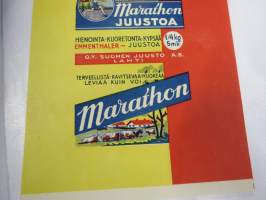 Marathon
JUUSTOA
HIENOINTA-KUORETONTA-KYPSÄÄ
EMMENTHALER- JUUSTOA
1/4 kg
O.Y. SUOMEN JUUSTO A.B.
LAHTI
TERVEELLISTÄ-RAVITSEVAA-KUOREA
LEVIÄÄ KUIN VOI
Marathon